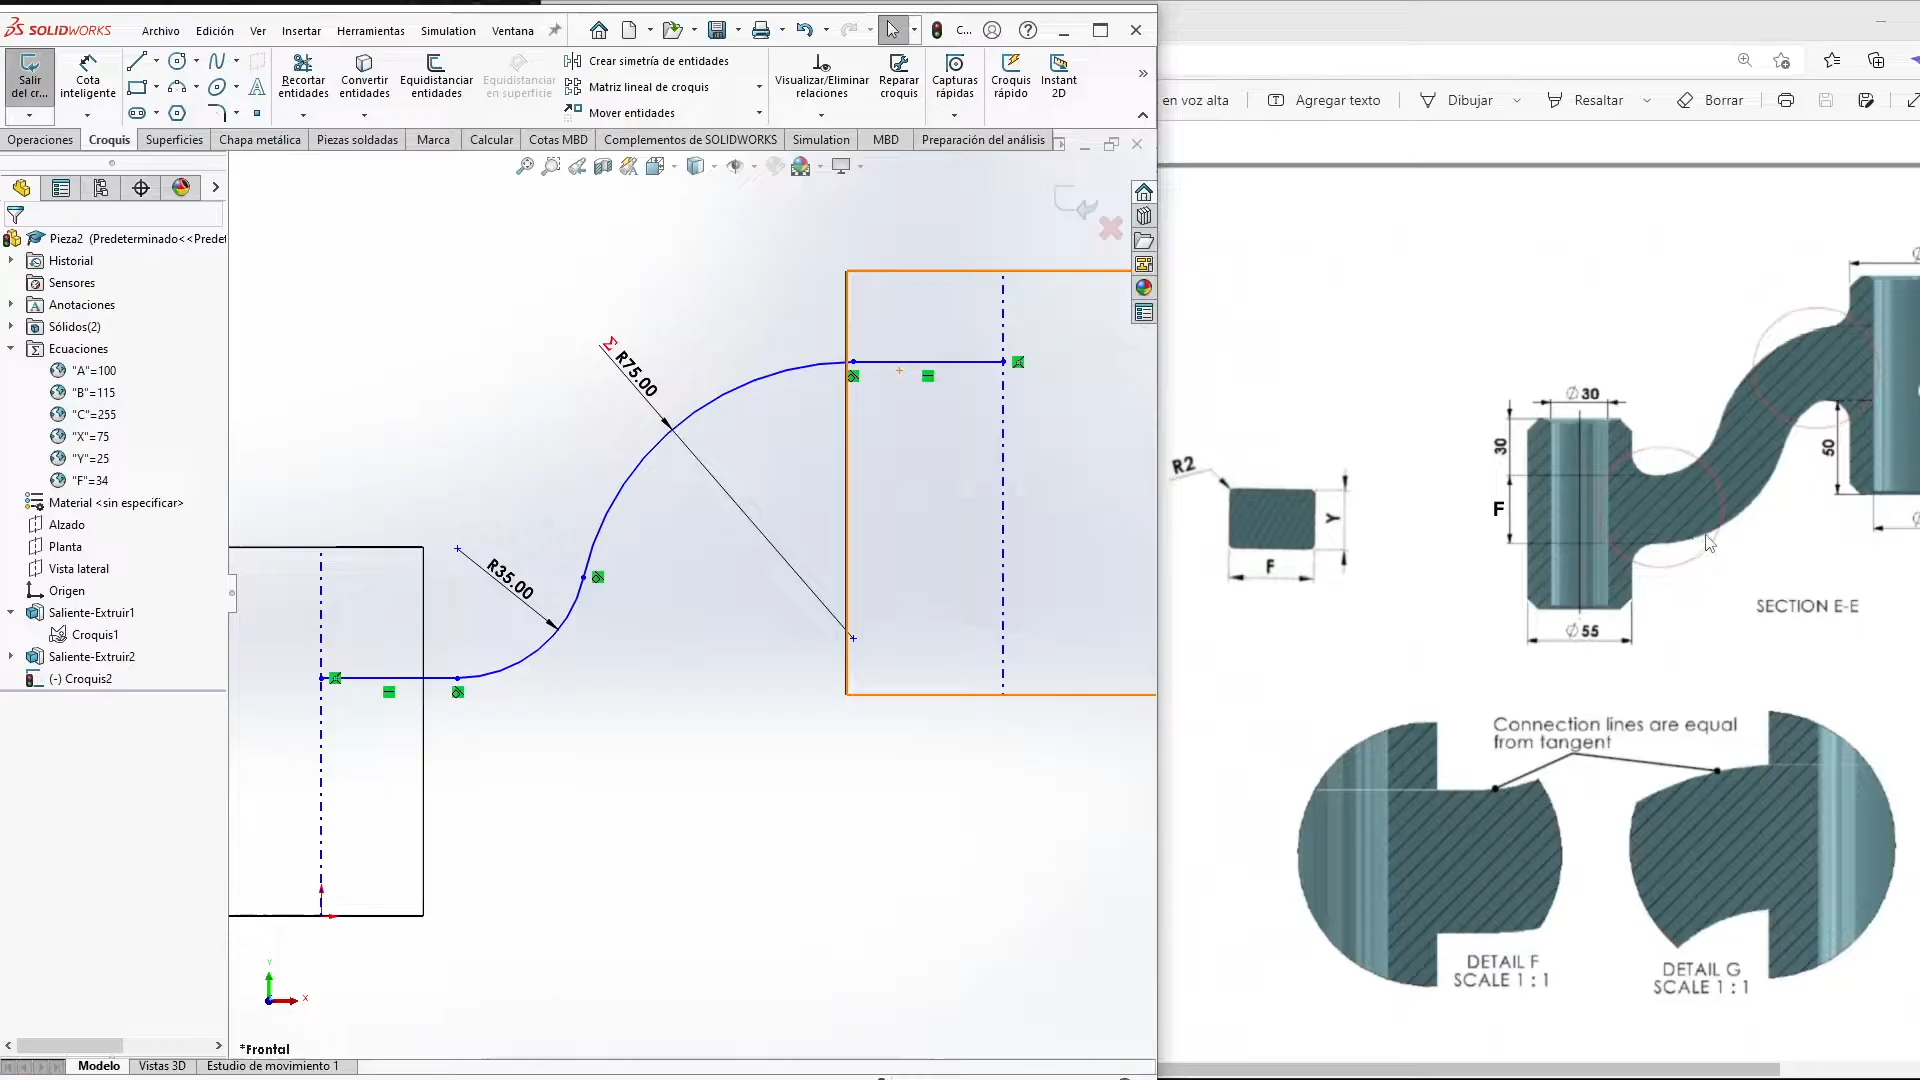 SOLIDWORKS
Archivo Edición Ver Insertar Herramientas Simulation Ventana
C...
Salir
del cr...
Cota
inteligente
Recortar
entidades
Convertir
entidades
Equidistanciar
entidades
Equidistanciar
en superficie
Crear simetría de entidades
Matriz lineal de croquis
Mover entidades
Visualizar/Eliminar
relaciones
Reparar
croquis
Capturas
rápidas
Croquis
rápido
Instant
2D
Operaciones Croquis Superficies Chapa metálica Piezas soldadas Marca Calcular Cotas MBD Complementos de SOLIDWORKS Simulation MBD Preparación del análisis
Pieza2 (Predeterminado<<Predet
Historial
Sensores
Anotaciones
Sólidos(2)
Ecuaciones
"A"=100
"B"=115
"C"=255
"X"=75
"Y"=25
"F"=34
Material <sin especificar>
Alzado
Planta
Vista lateral
Origen
Saliente-Extruir1
Croquis1
Saliente-Extruir2
(-) Croquis2
Σ R75.00
R35.00
Y
X
*Frontal
Modelo Vistas 3D Estudio de movimiento 1
en voz alta Agregar texto Dibujar Resaltar Borrar
∅
∅30
30
50
R2
F
Y
F
∅
SECTION E-E
∅55
Connection lines are equal
from tangent
DETAIL F
SCALE 1 : 1
DETAIL G
SCALE 1 : 1